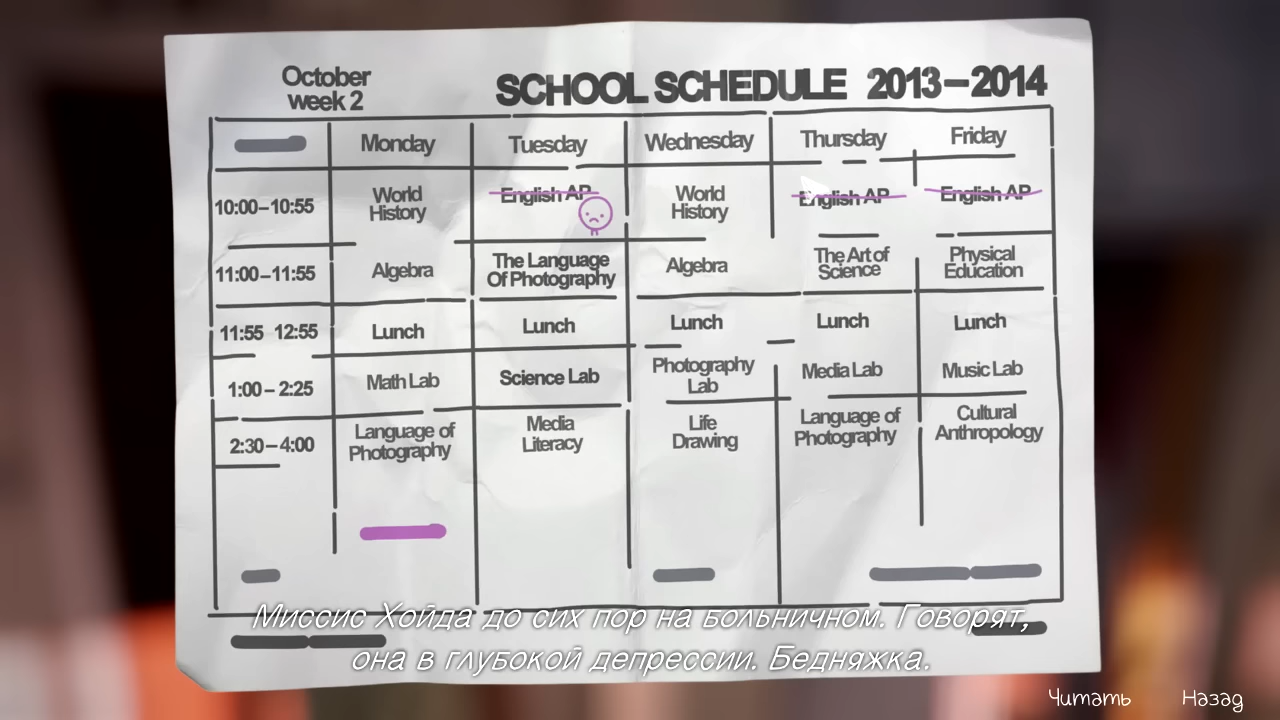 October
week 2
SCHOOL SCHEDULE 2013-2014
Monday Tuesday Wednesday Thursday Friday
10:00-10:55 World History English AP World History English AP English AP
11:00-11:55 Algebra The Language Of Photography Algebra The Art of Science Physical Education
11:55 12:55 Lunch Lunch Lunch Lunch Lunch
1:00-2:25 Math Lab Science Lab Photography Lab Media Lab Music Lab
2:30-4:00 Language of Photography Media Literacy Life Drawing Language of Photography Cultural Anthropology
Миссис Хойда до сих пор на больничном. Говорят,
она в глубокой депрессии. Бедняжка.
Читать Назад